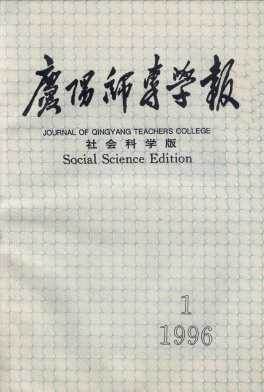 慶陽師專學報
JOURNAL OF QINGYANG TEACHERS COLLEGE
社会科学版
Social Science Edition
1
1996